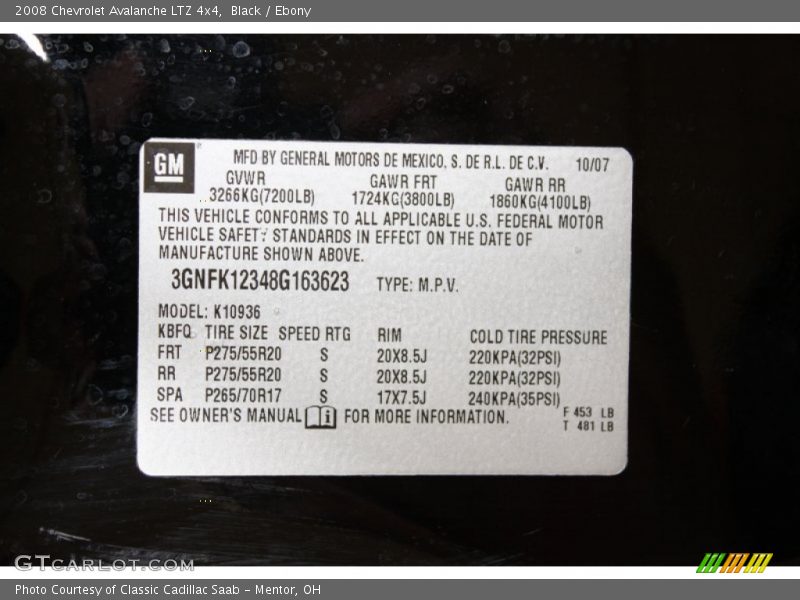 2008 Chevrolet Avalanche LTZ 4x4, Black / Ebony
GM
MFD BY GENERAL MOTORS DE MEXICO, S. DE R.L. DE C.V. 10/07
GVWR GAWR FRT GAWR RR
3266KG(7200LB) 1724KG(3800LB) 1860KG(4100LB)
THIS VEHICLE CONFORMS TO ALL APPLICABLE U.S. FEDERAL MOTOR
VEHICLE SAFETY STANDARDS IN EFFECT ON THE DATE OF
MANUFACTURE SHOWN ABOVE.
3GNFK12348G163623 TYPE: M.P.V.
MODEL: K10936
KBFQ TIRE SIZE SPEED RTG RIM COLD TIRE PRESSURE
FRT P275/55R20 S 20X8.5J 220KPA(32PSI)
RR P275/55R20 S 20X8.5J 220KPA(32PSI)
SPA P265/70R17 S 17X7.5J 240KPA(35PSI)
SEE OWNER'S MANUAL i FOR MORE INFORMATION.
F 453 LB
T 481 LB
GTCARLOT.COM
Photo Courtesy of Classic Cadillac Saab - Mentor, OH